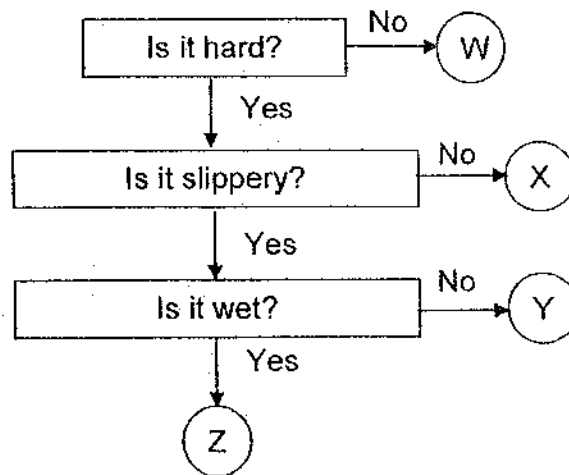 Is it hard?
No
W
Yes
Is it slippery?
No
X
Yes
Is it wet?
No
Y
Yes
Z